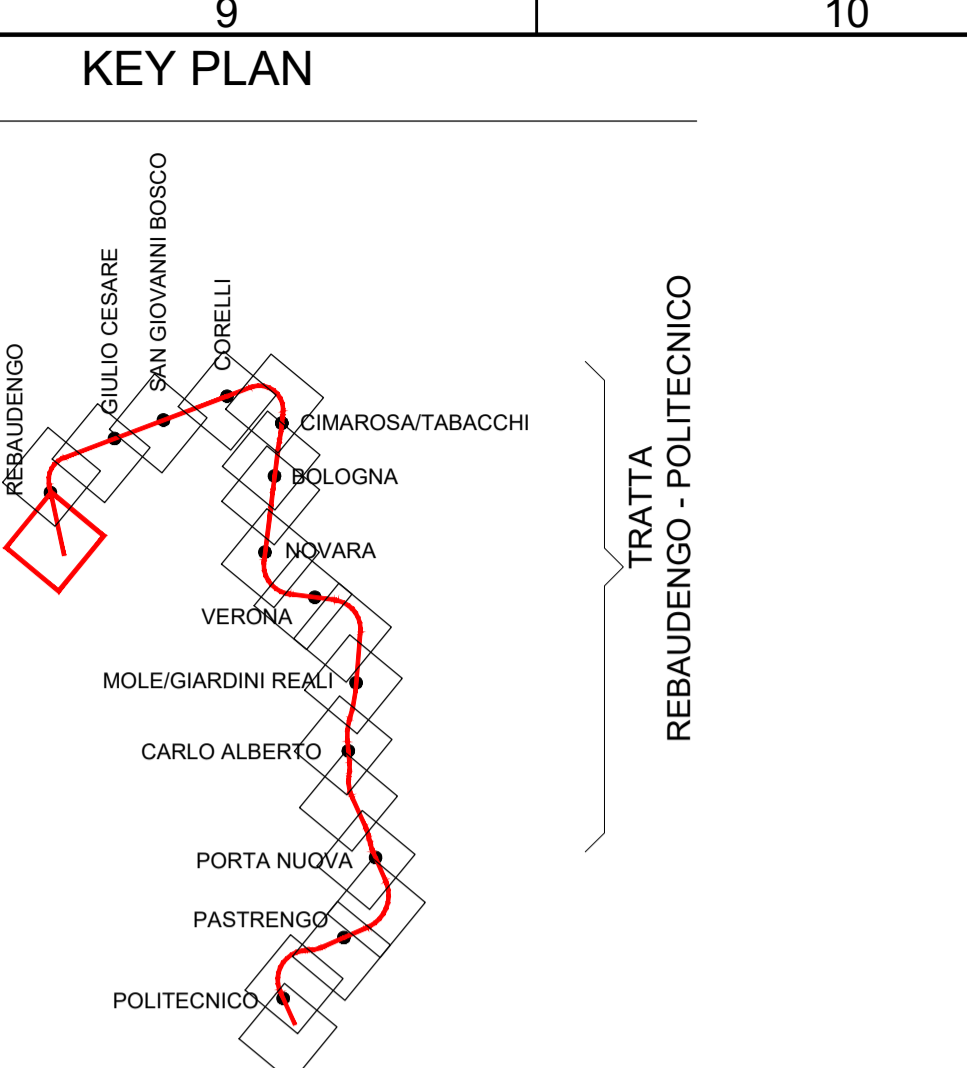 9
10
KEY PLAN
REBAUDENGO
GIULIO CESARE
SAN GIOVANNI BOSCO
CORELLI
CIMAROSA/TABACCHI
BOLOGNA
NOVARA
VERONA
MOLE/GIARDINI REALI
CARLO ALBERTO
PORTA NUOVA
PASTRENGO
POLITECNICO
TRATTA
REBAUDENGO - POLITECNICO